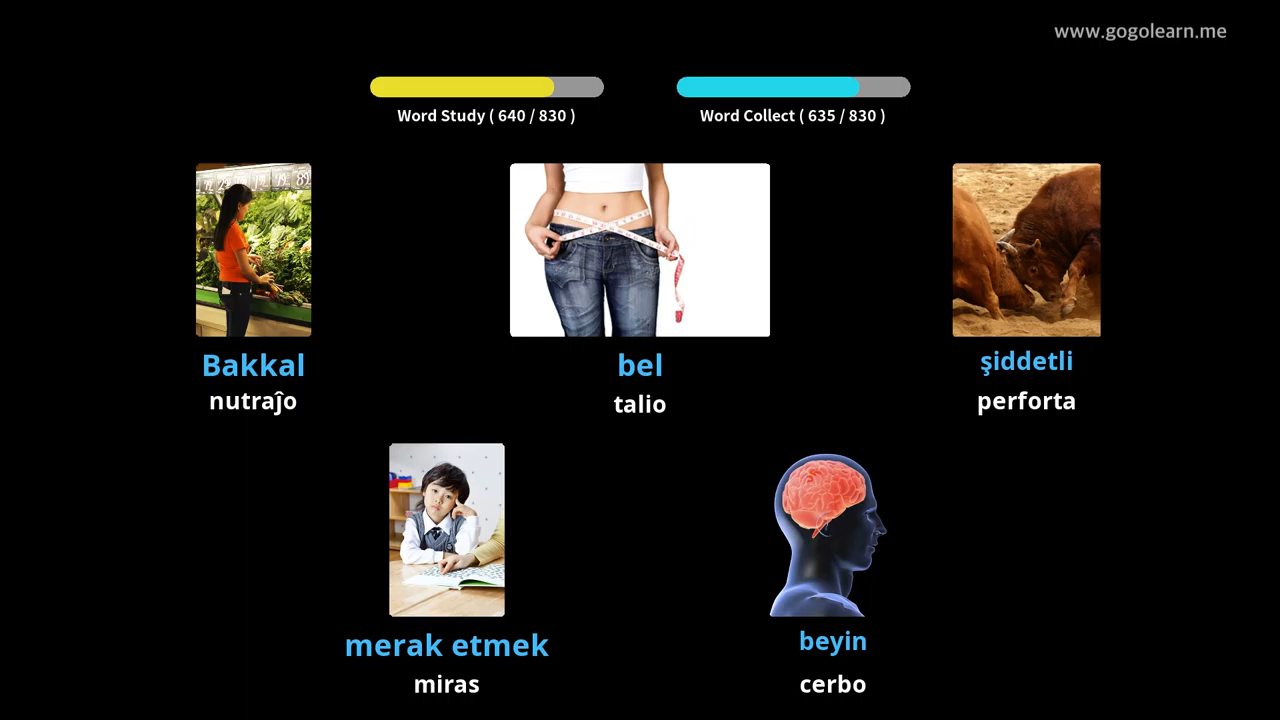 www.gogolearn.me
Word Study ( 640 / 830 )
Word Collect ( 635 / 830 )
Bakkal
nutraĵo
bel
talio
şiddetli
perforta
merak etmek
miras
beyin
cerbo